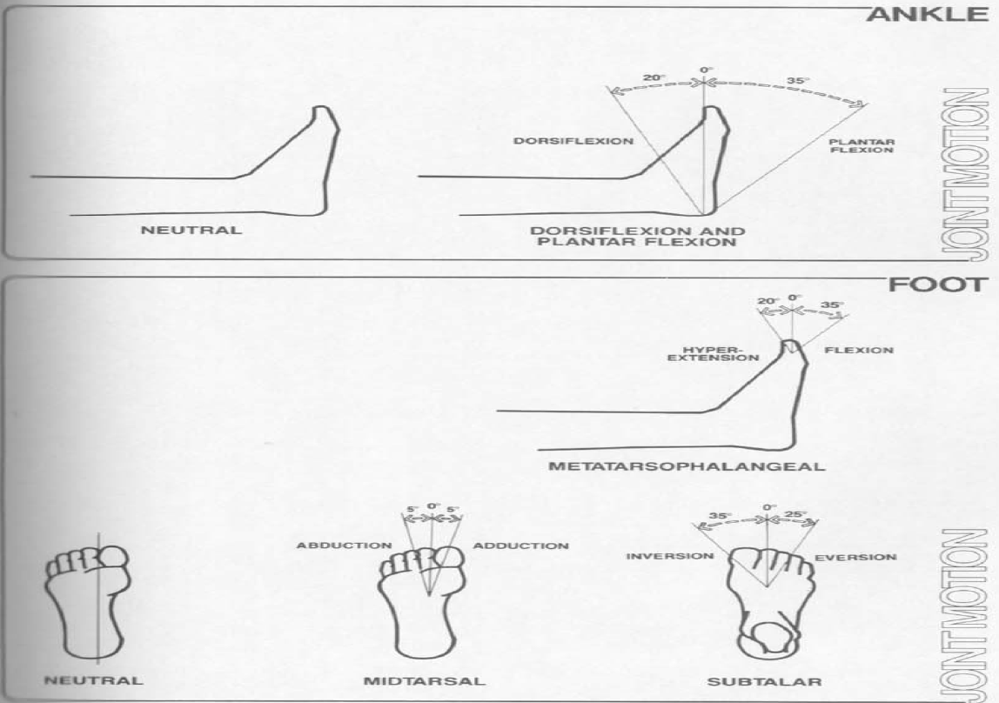 ANKLE
JOINT MOTION
20° 0° 35°
DORSIFLEXION
PLANTAR
FLEXION
NEUTRAL
DORSIFLEXION AND
PLANTAR FLEXION
FOOT
JOINT MOTION
20° 0° 35°
HYPER-
EXTENSION
FLEXION
METATARSOPHALANGEAL
5° 0° 5°
ABDUCTION
ADDUCTION
35° 0° 25°
INVERSION
EVERSION
NEUTRAL
MIDTARSAL
SUBTALAR